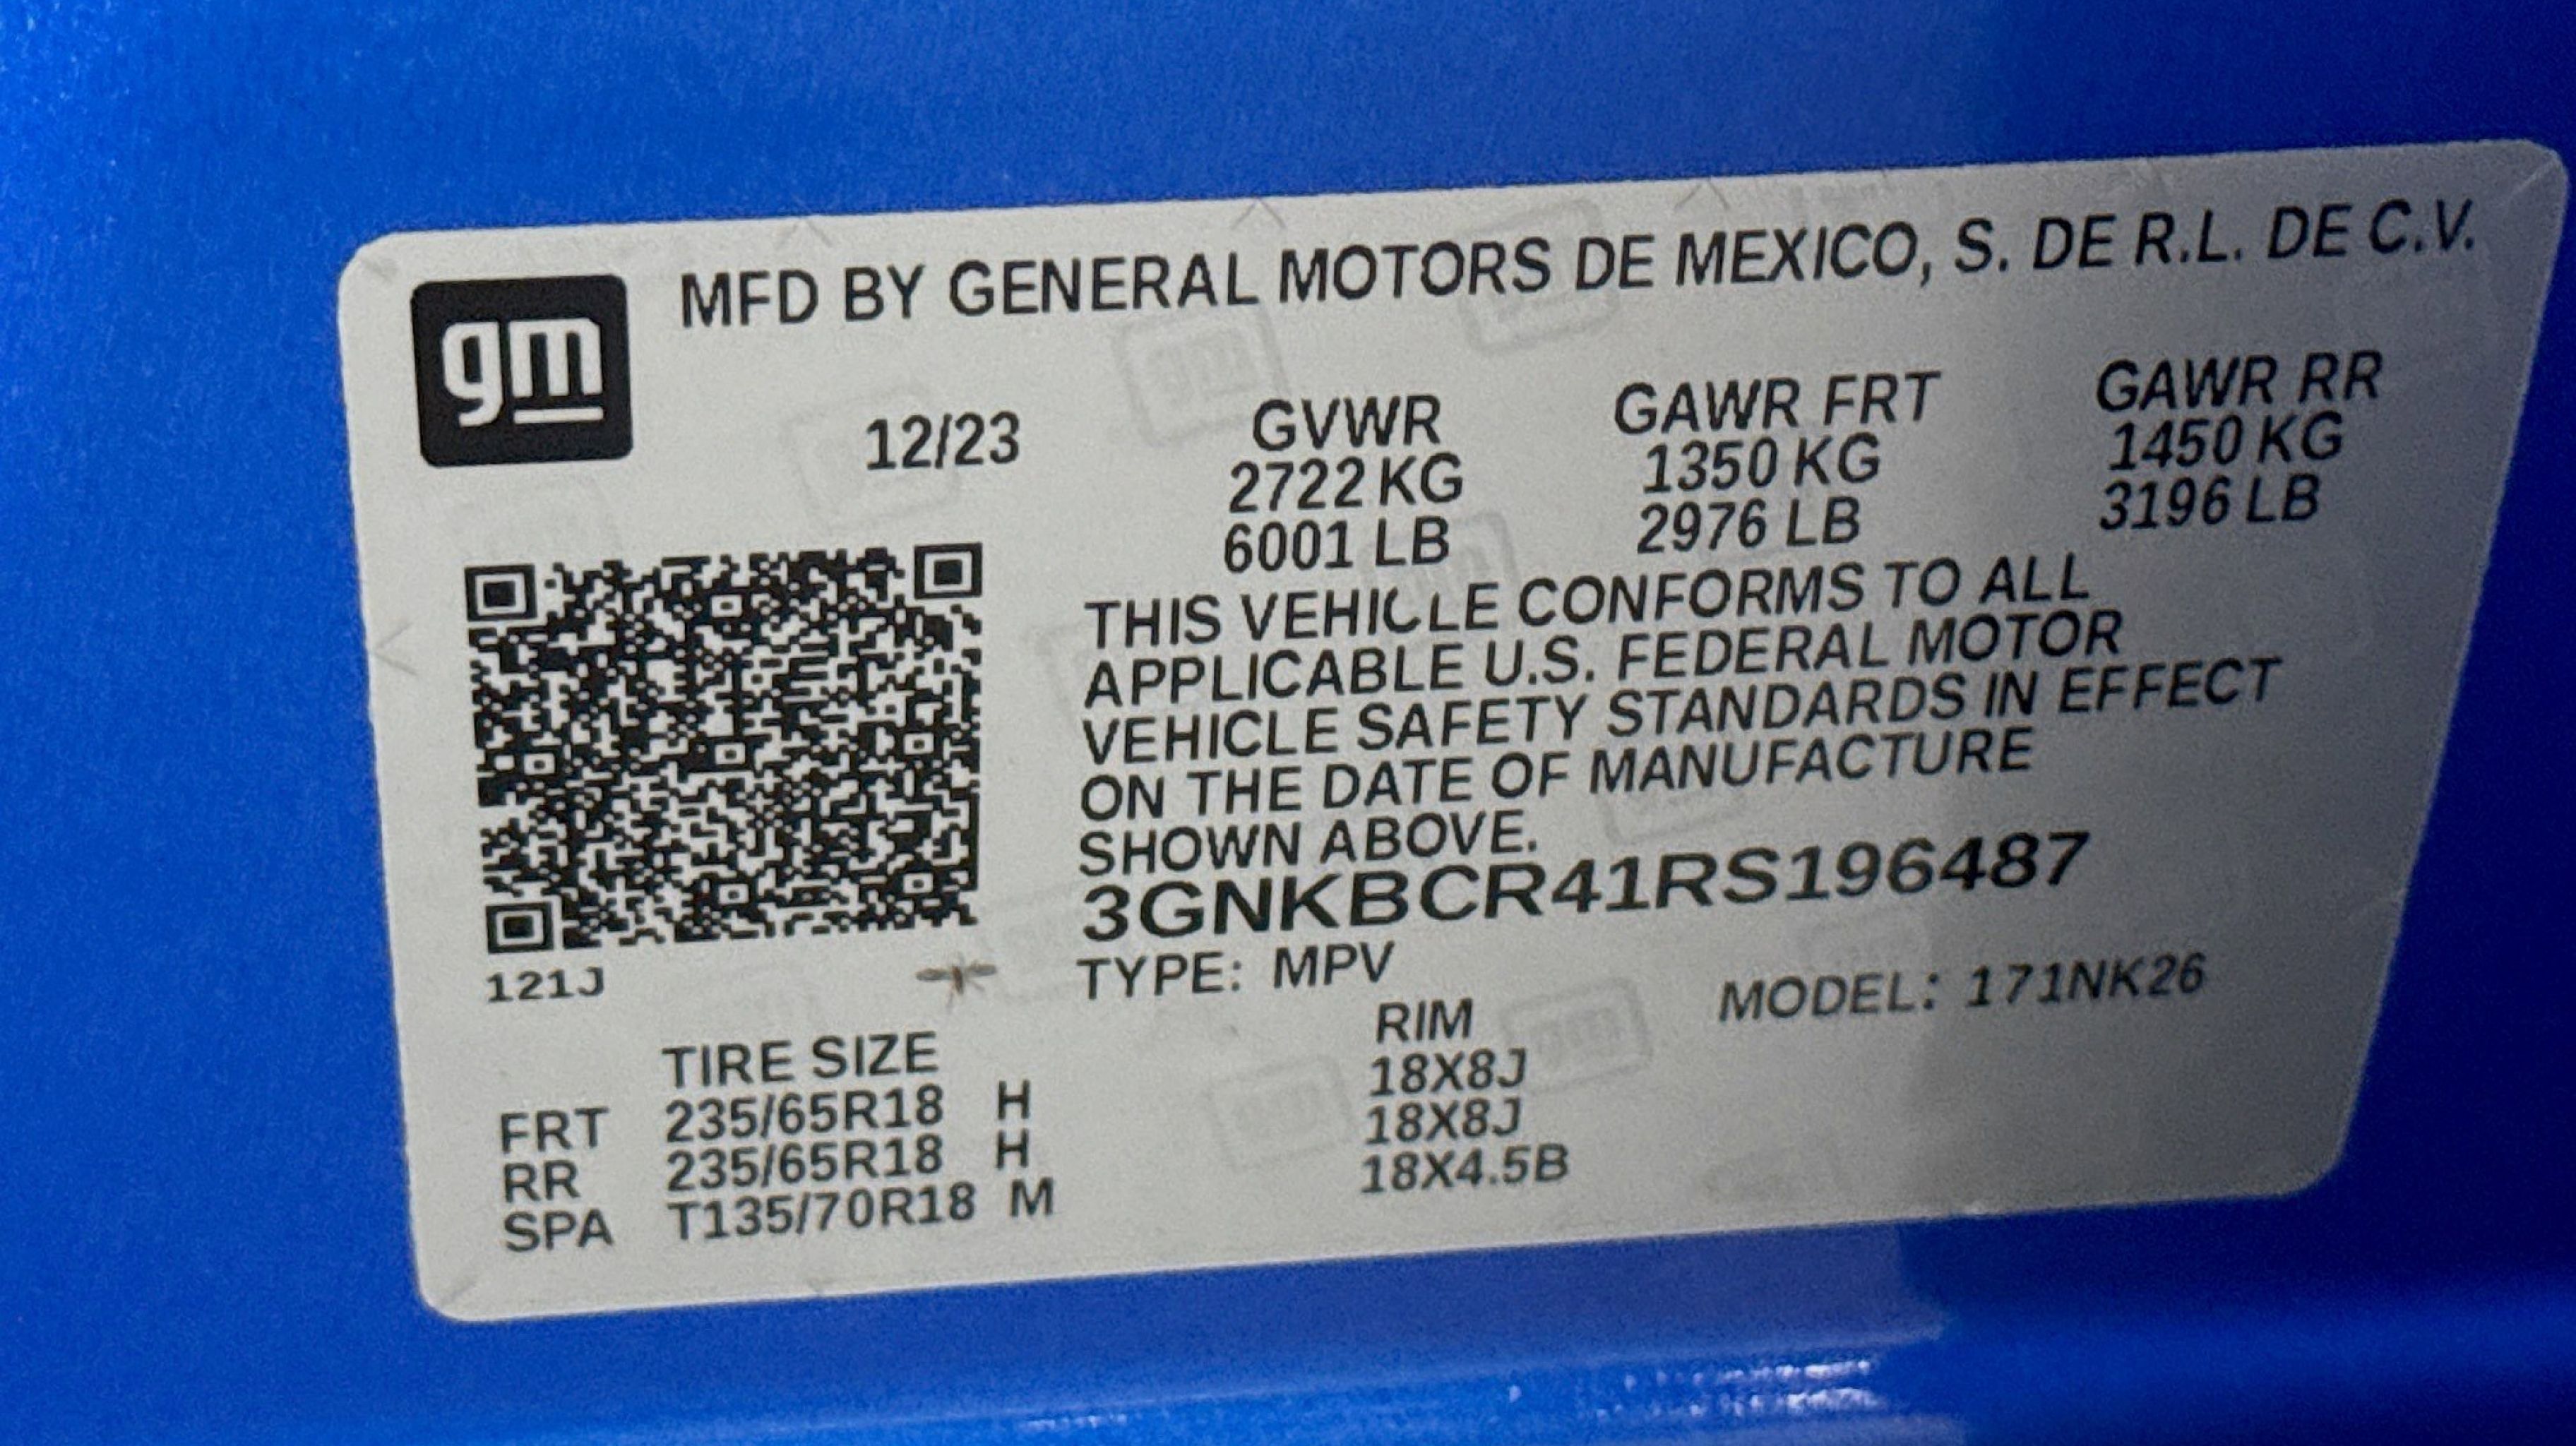 gm
MFD BY GENERAL MOTORS DE MEXICO, S. DE R.L. DE C.V.
12/23
GVWR
2722 KG
6001 LB
GAWR FRT
1350 KG
2976 LB
GAWR RR
1450 KG
3196 LB
THIS VEHICLE CONFORMS TO ALL
APPLICABLE U.S. FEDERAL MOTOR
VEHICLE SAFETY STANDARDS IN EFFECT
ON THE DATE OF MANUFACTURE
SHOWN ABOVE.
3GNKBCR41RS196487
121J
TYPE: MPV MODEL: 171NK26
TIRE SIZE RIM
FRT 235/65R18 H 18X8J
RR 235/65R18 H 18X8J
SPA T135/70R18 M 18X4.5B